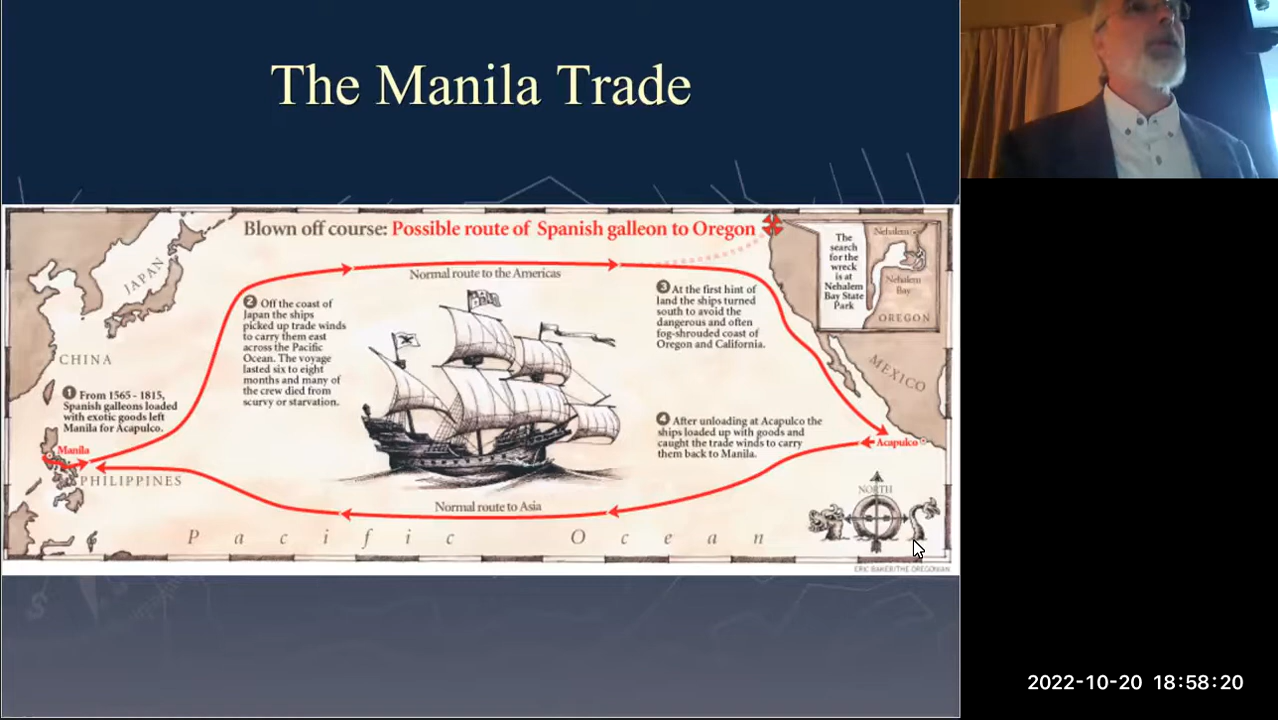 The Manila Trade
Blown off course: Possible route of Spanish galleon to Oregon
Normal route to the Americas
JAPAN
CHINA
❶ From 1565 - 1815,
Spanish galleons loaded
with exotic goods left
Manila for Acapulco.
Manila
PHILIPPINES
❷ Off the coast of
Japan the ships
picked up trade winds
to carry them east
across the Pacific
Ocean. The voyage
lasted six to eight
months and many of
the crew died from
scurvy or starvation.
❸ At the first hint of
land the ships turned
south to avoid the
dangerous and often
fog-shrouded coast of
Oregon and California.
The
search
for the
wreck
is at
Nehalem
Bay State
Park
Nehalem
Nehalem
Bay
OREGON
MEXICO
❹ After unloading at Acapulco the
ships loaded up with goods and
caught the trade winds to carry
them back to Manila.
Acapulco
Normal route to Asia
Pacific Ocean
NORTH
ERIC BAKER/THE OREGONIAN
2022-10-20 18:58:20